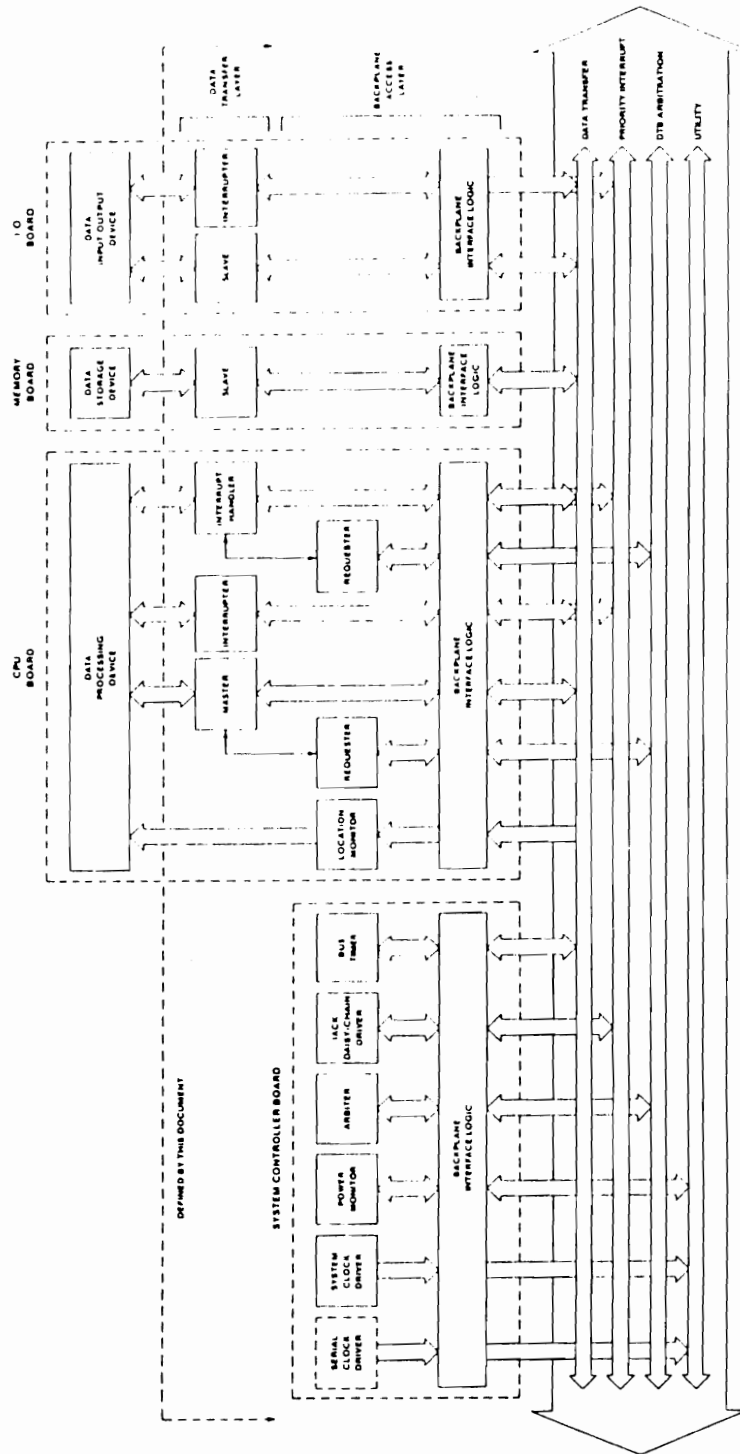 DEFINED BY THIS DOCUMENT
SYSTEM CONTROLLER BOARD
SERIAL
CLOCK
DRIVER
SYSTEM
CLOCK
DRIVER
POWER
MONITOR
ARBITER
IACK
DAISY-CHAIN
DRIVER
BUS
TIMER
BACKPLANE
INTERFACE LOGIC
CPU
BOARD
DATA
PROCESSING
DEVICE
LOCATION
MONITOR
REQUESTER
MASTER
INTERRUPTER
REQUESTER
INTERRUPT
HANDLER
BACKPLANE
INTERFACE LOGIC
MEMORY
BOARD
DATA
STORAGE
DEVICE
SLAVE
BACKPLANE
INTERFACE
LOGIC
I O
BOARD
DATA
INPUT OUTPUT
DEVICE
SLAVE
INTERRUPTER
BACKPLANE
INTERFACE LOGIC
DATA
TRANSFER
LAYER
BACKPLANE
ACCESS
LAYER
DATA TRANSFER
PRIORITY INTERRUPT
DTB ARBITRATION
UTILITY